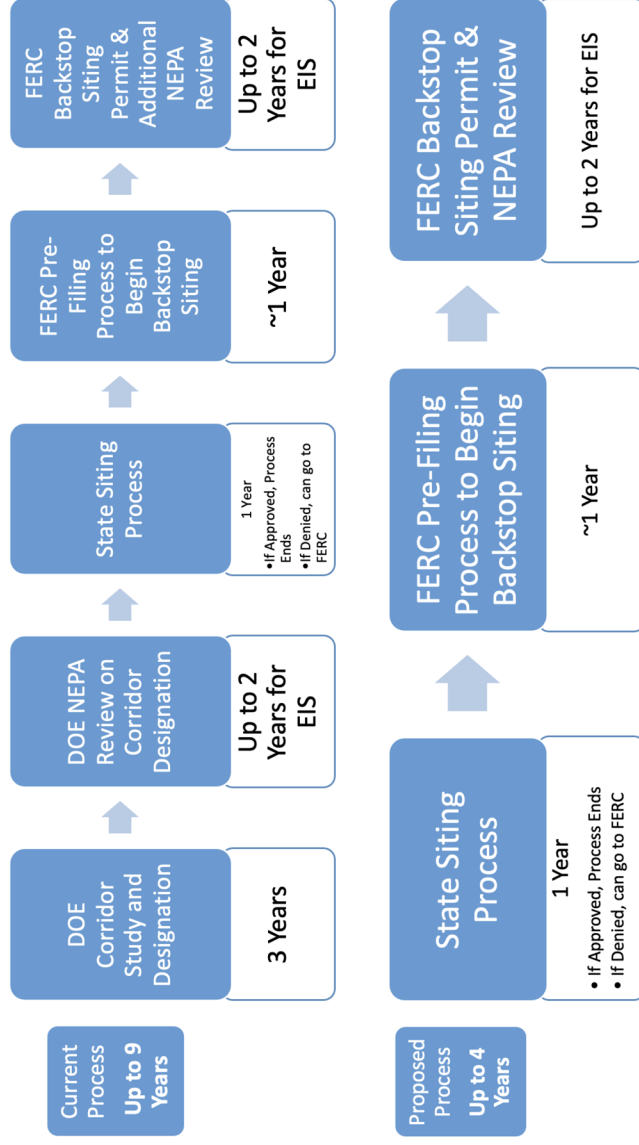 Current
Process
Up to 9
Years
DOE
Corridor
Study and
Designation
3 Years
DOE NEPA
Review on
Corridor
Designation
Up to 2
Years for
EIS
State Siting
Process
1 Year
•If Approved, Process
Ends
•If Denied, can go to
FERC
FERC Pre-
Filing
Process to
Begin
Backstop
Siting
~1 Year
FERC
Backstop
Siting
Permit &
Additional
NEPA
Review
Up to 2
Years for
EIS
Proposed
Process
Up to 4
Years
State Siting
Process
1 Year
• If Approved, Process Ends
• If Denied, can go to FERC
FERC Pre-Filing
Process to Begin
Backstop Siting
~1 Year
FERC Backstop
Siting Permit &
NEPA Review
Up to 2 Years for EIS